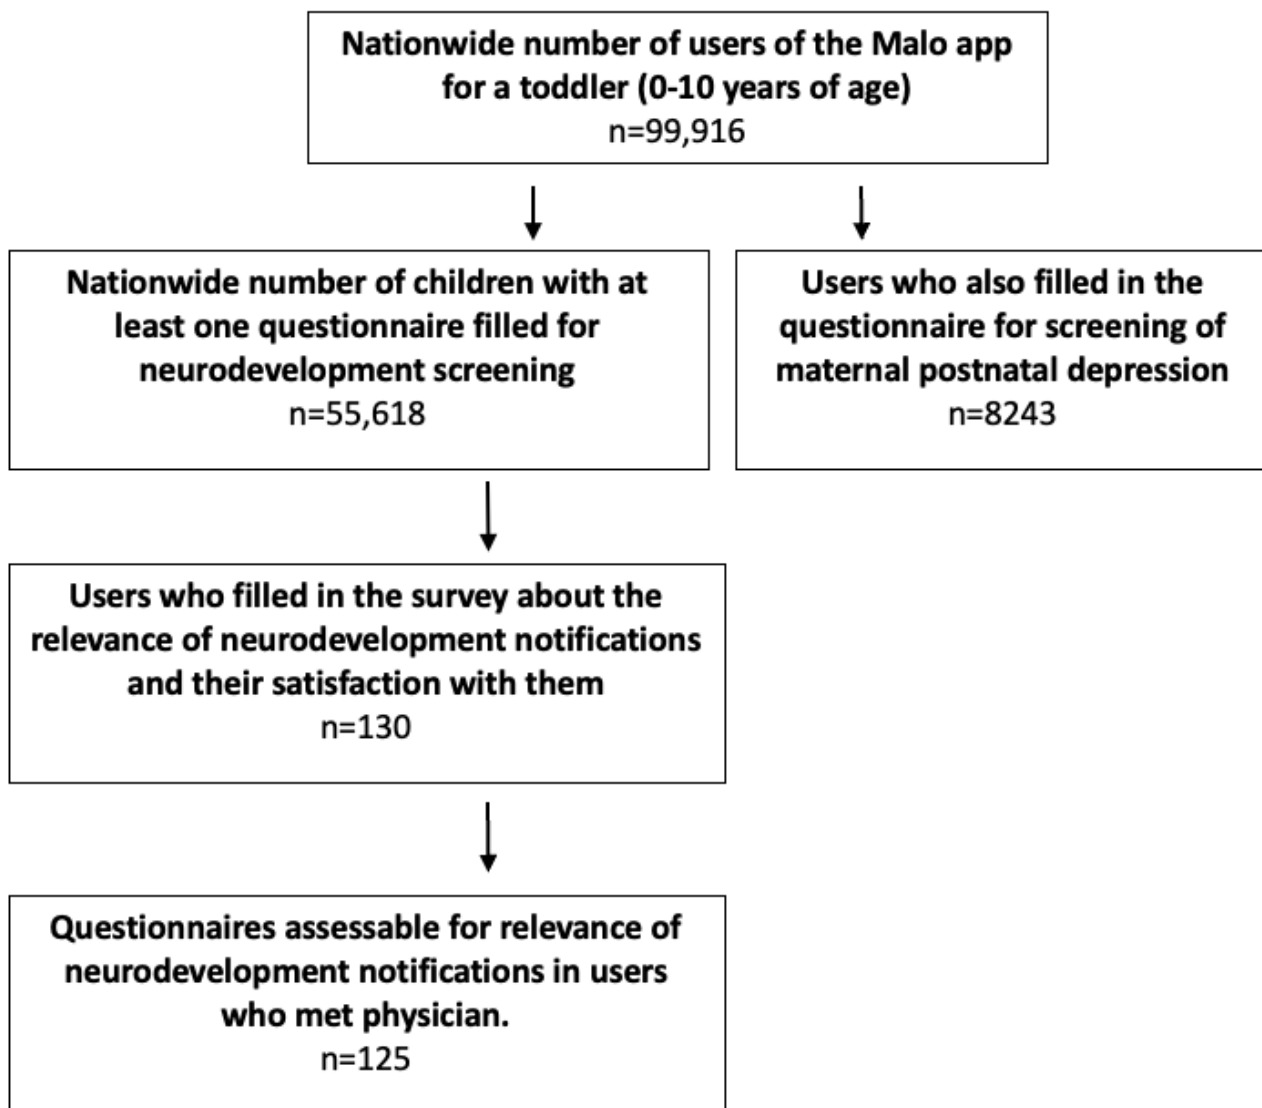 Nationwide number of users of the Malo app
for a toddler (0-10 years of age)
n=99,916
Nationwide number of children with at
least one questionnaire filled for
neurodevelopment screening
n=55,618
Users who also filled in the
questionnaire for screening of
maternal postnatal depression
n=8243
Users who filled in the survey about the
relevance of neurodevelopment notifications
and their satisfaction with them
n=130
Questionnaires assessable for relevance of
neurodevelopment notifications in users
who met physician.
n=125